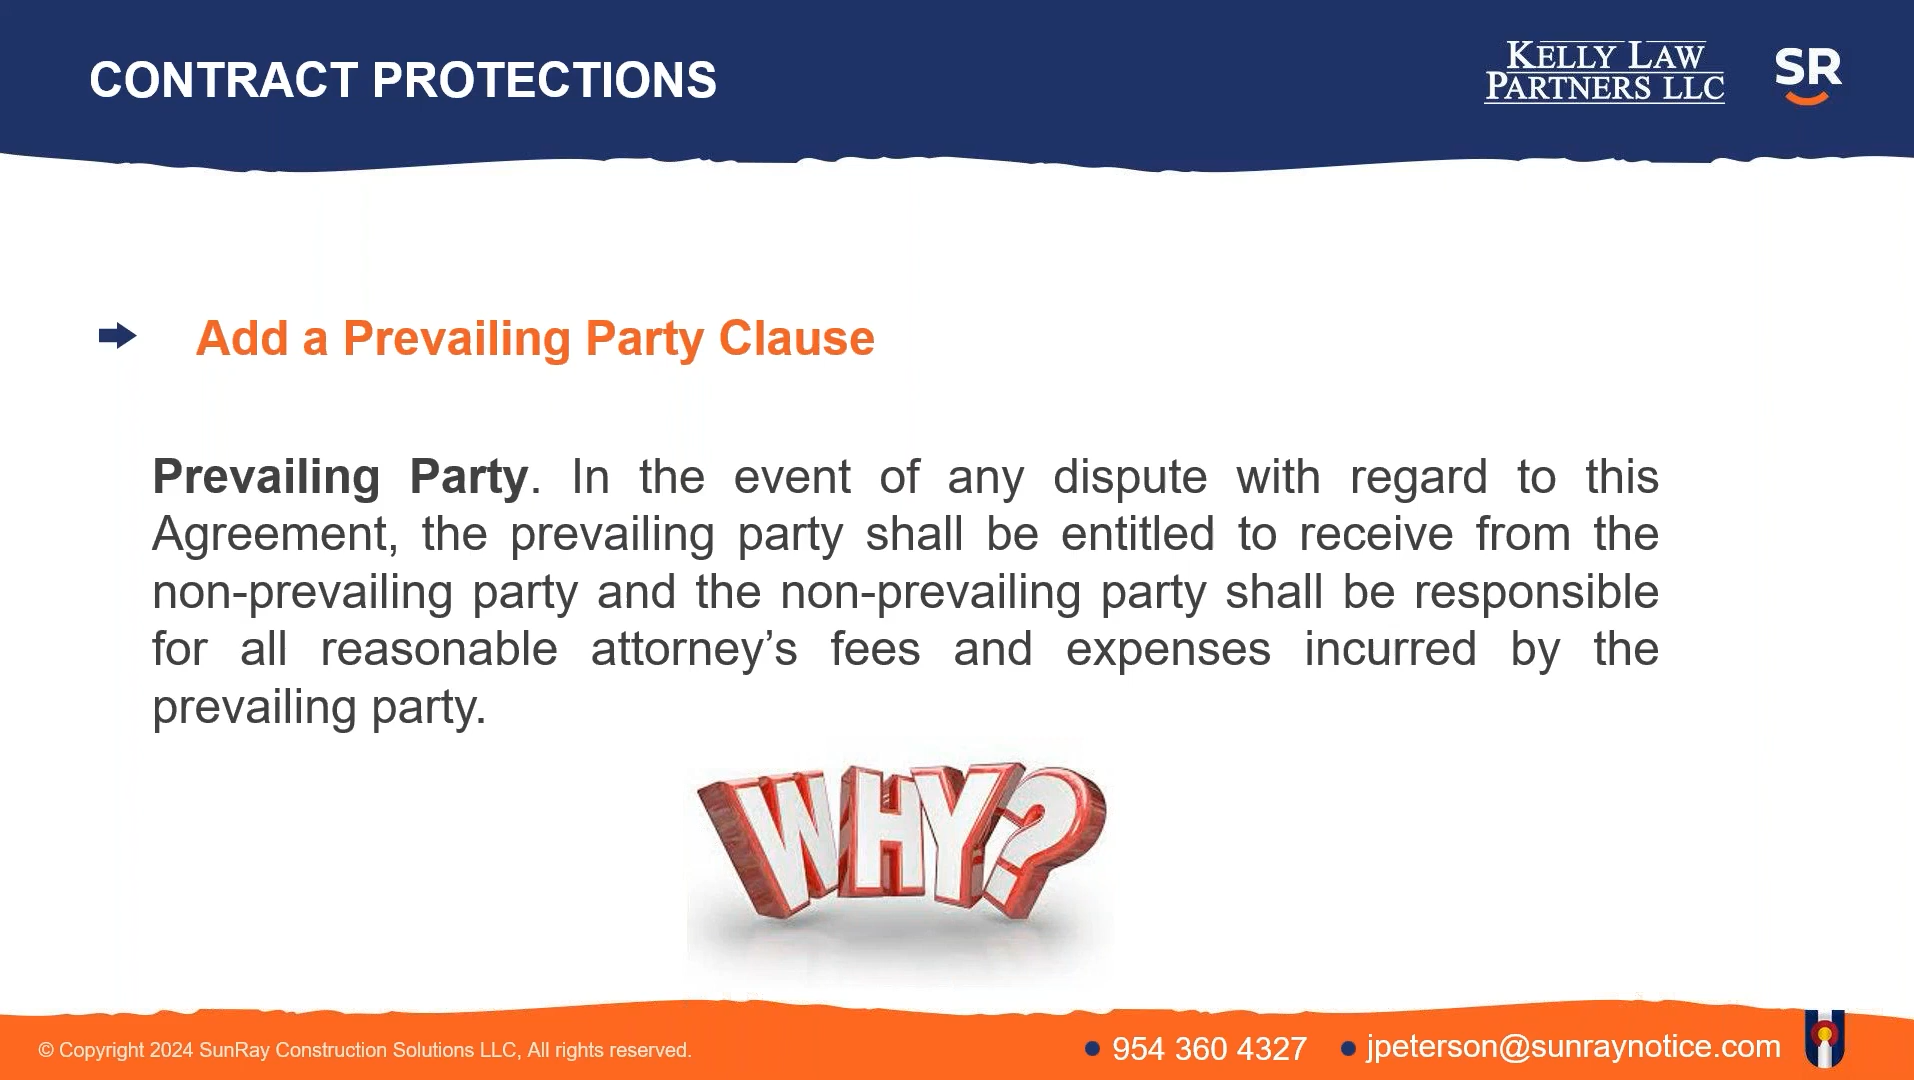 CONTRACT PROTECTIONS
KELLY LAW
PARTNERS LLC
SR
Add a Prevailing Party Clause
Prevailing Party. In the event of any dispute with regard to this
Agreement, the prevailing party shall be entitled to receive from the
non-prevailing party and the non-prevailing party shall be responsible
for all reasonable attorney’s fees and expenses incurred by the
prevailing party.
WHY?
© Copyright 2024 SunRay Construction Solutions LLC, All rights reserved.
954 360 4327
jpeterson@sunraynotice.com